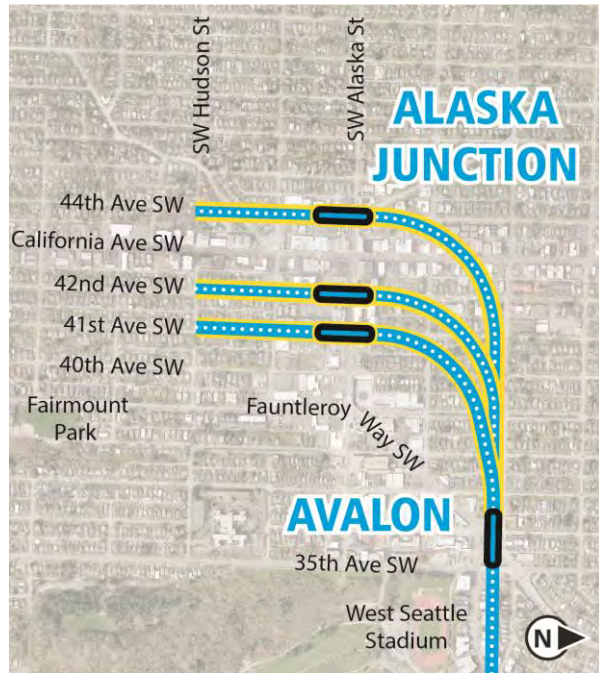 SW Hudson St
SW Alaska St
ALASKA
JUNCTION
44th Ave SW
California Ave SW
42nd Ave SW
41st Ave SW
40th Ave SW
Fairmount
Park
Fauntleroy
Way SW
AVALON
35th Ave SW
West Seattle
Stadium
N